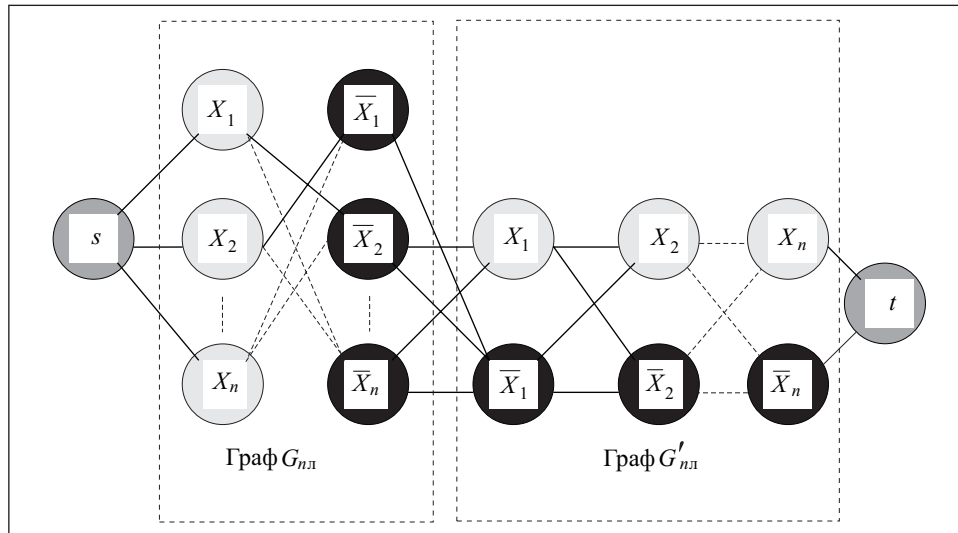 X₁ X̅₁
s X₂ X̅₂ X₁ X₂ Xₙ
t
Xₙ X̅ₙ X̅₁ X̅₂ X̅ₙ
Граф Gпл Граф G′пл